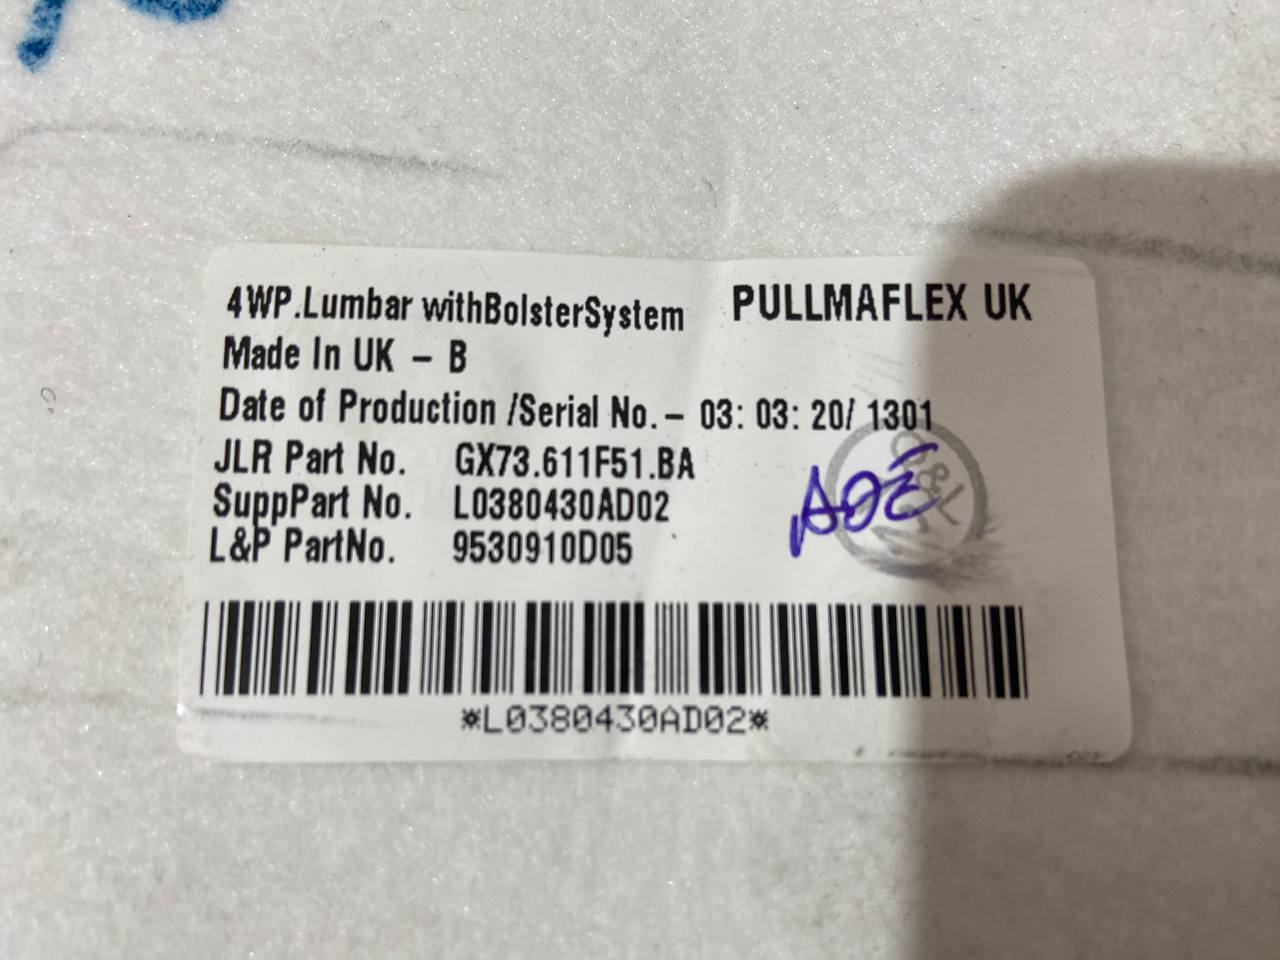 4WP.Lumbar withBolsterSystem PULLMAFLEX UK
Made In UK - B
Date of Production /Serial No. - 03: 03: 20/ 1301
JLR Part No. GX73.611F51.BA
SuppPart No. L0380430AD02
L&P PartNo. 9530910D05
*L0380430AD02*